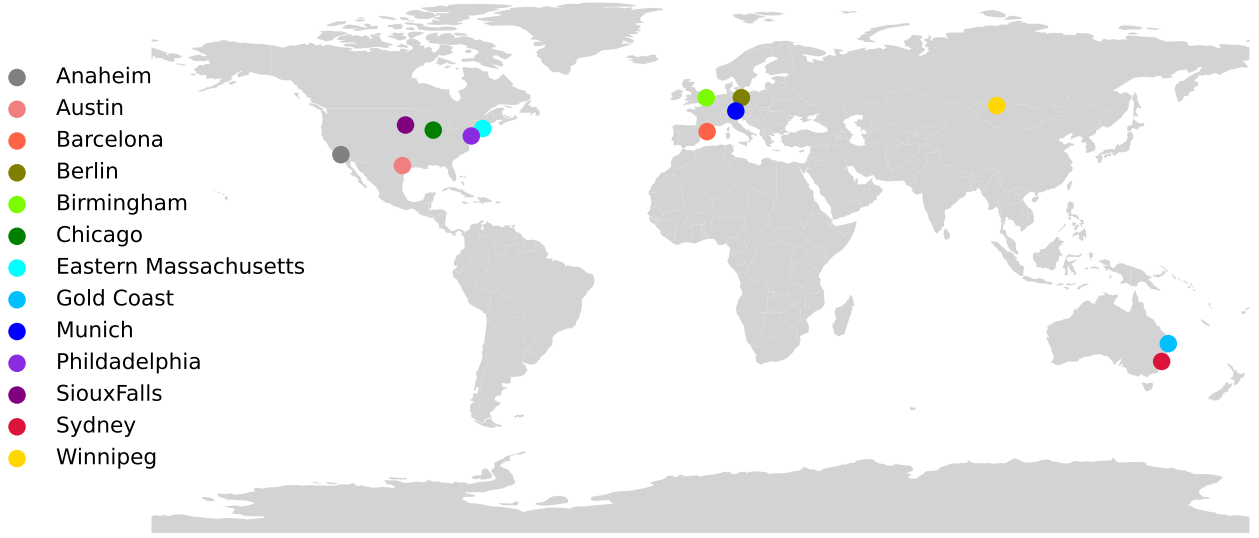 Anaheim
Austin
Barcelona
Berlin
Birmingham
Chicago
Eastern Massachusetts
Gold Coast
Munich
Phildadelphia
SiouxFalls
Sydney
Winnipeg